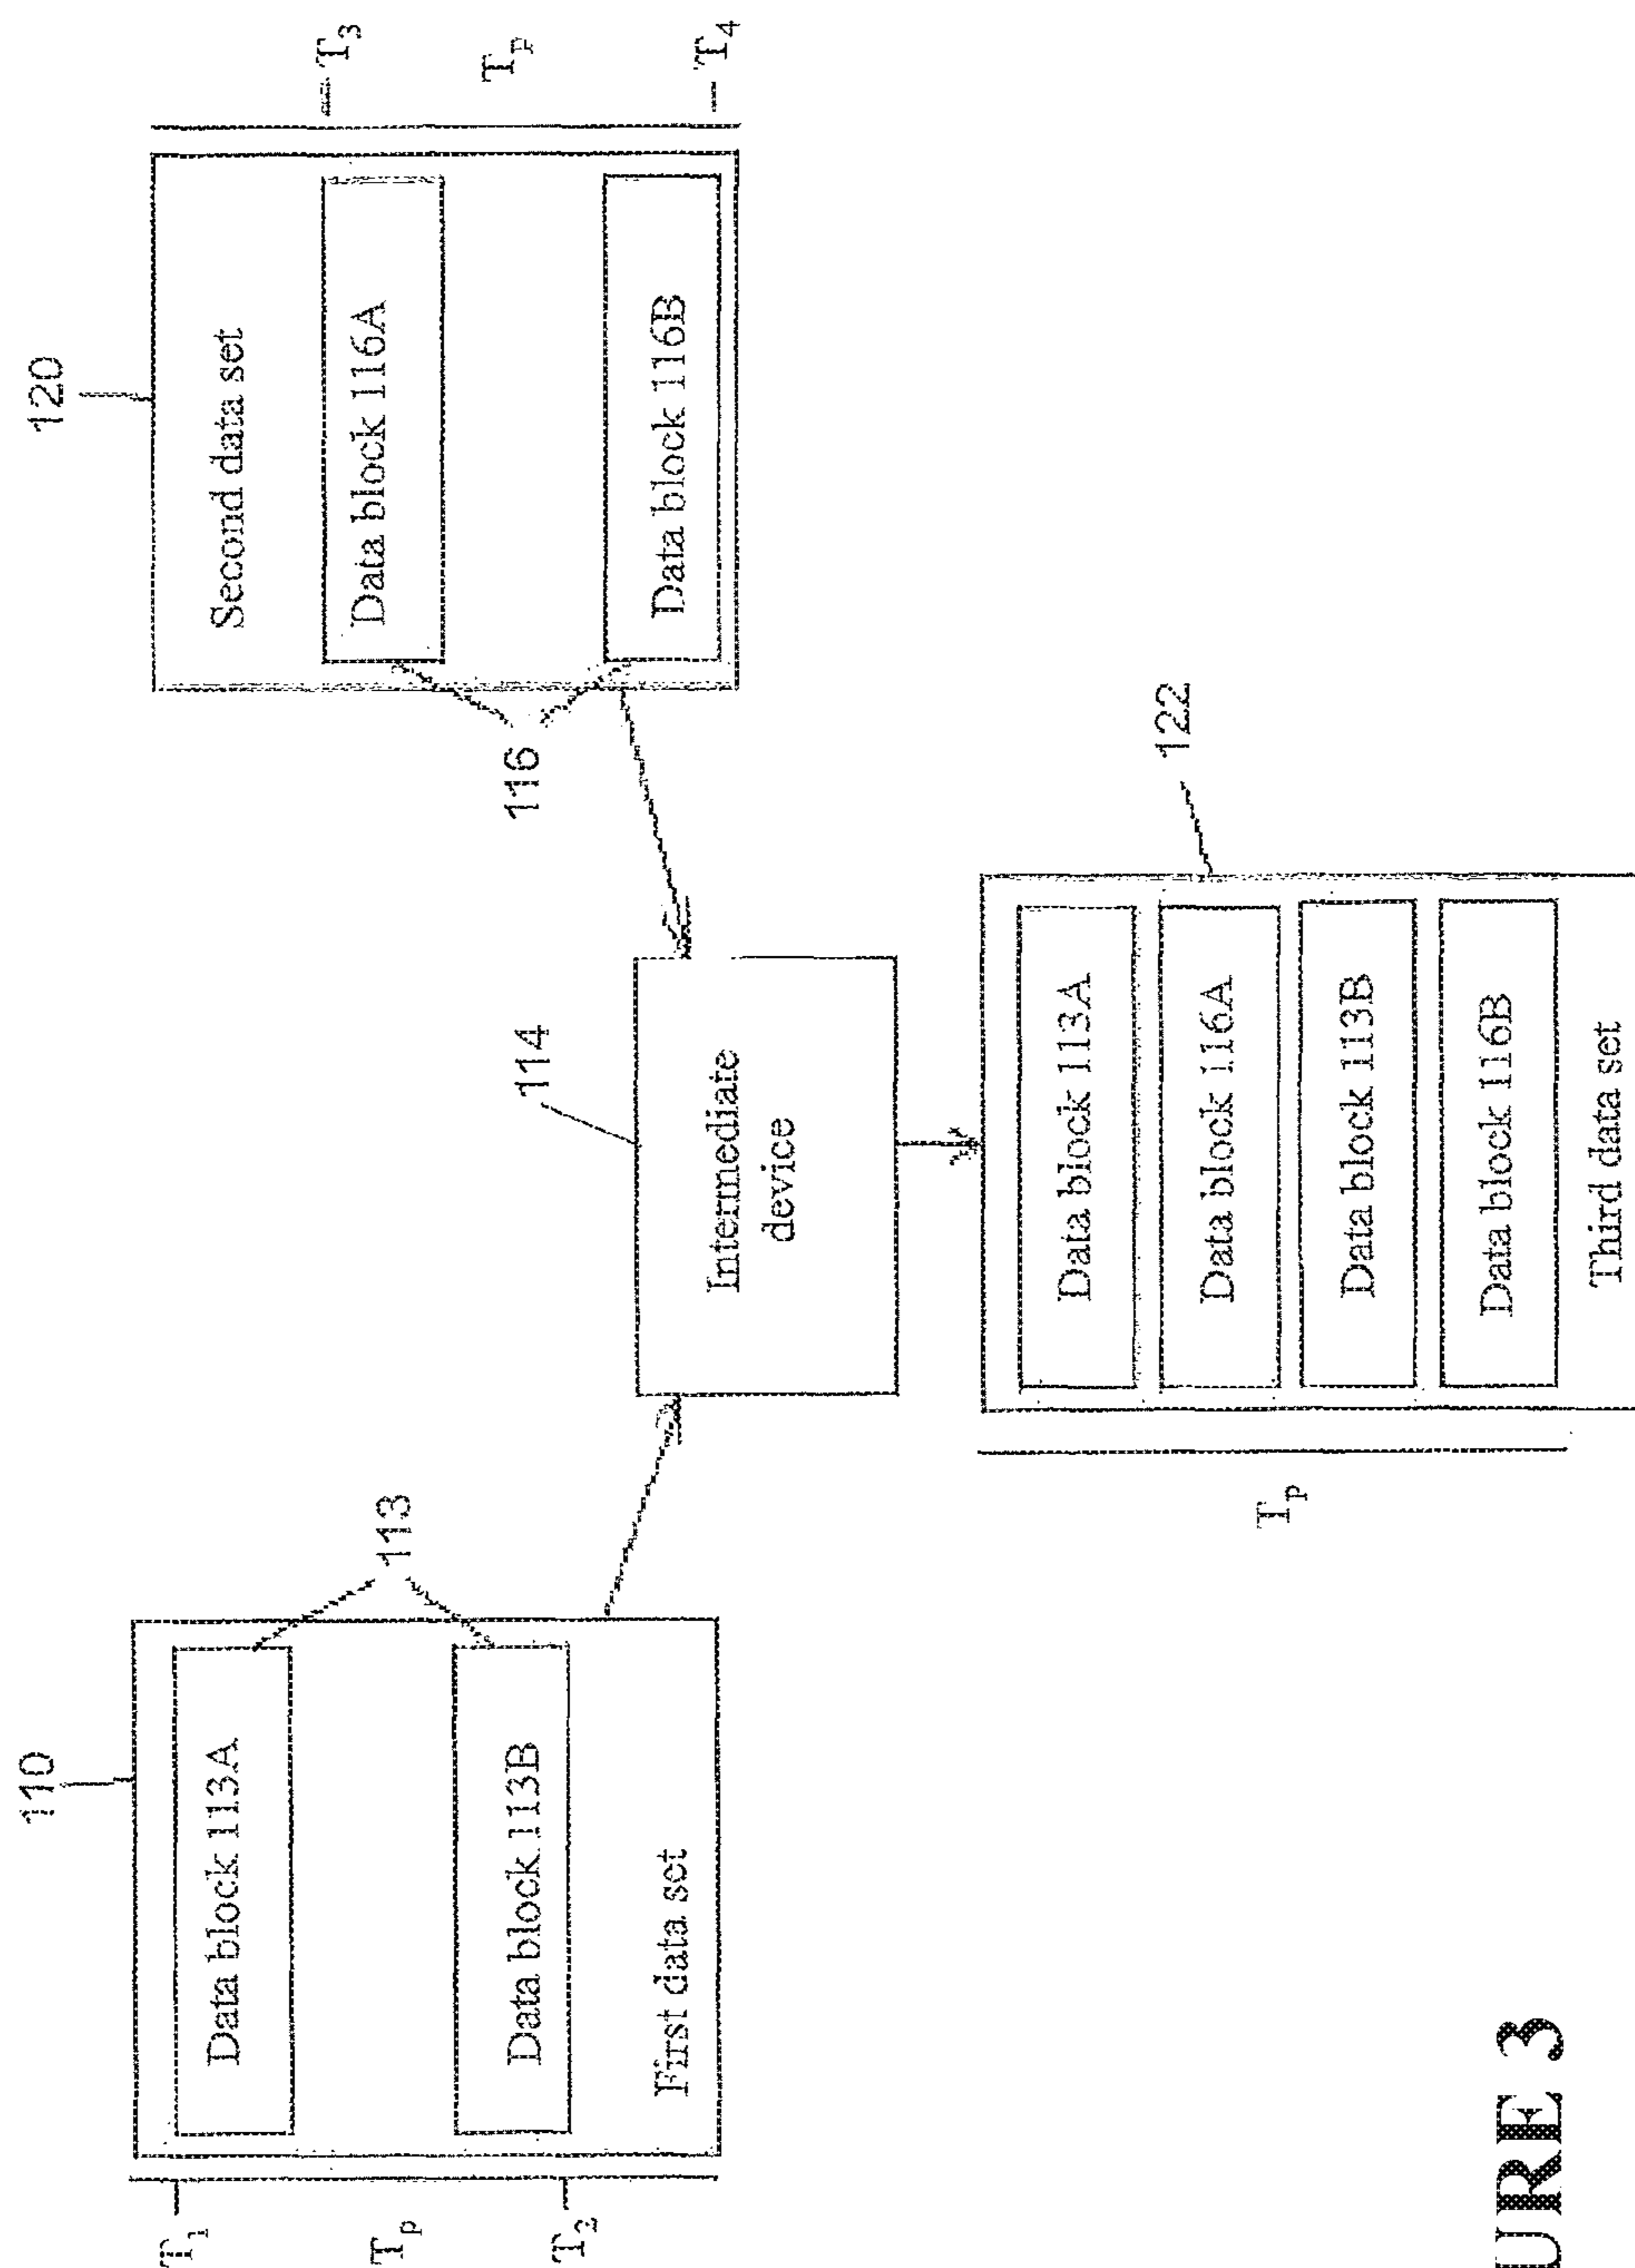 110
T1
Tp
T2
Data block 113A
Data block 113B
First data set
113
120
Second data set
Data block 116A
Data block 116B
T3
Tp
T4
116
114
Intermediate
device
122
Data block 113A
Data block 116A
Data block 113B
Data block 116B
Third data set
Tp
URE 3